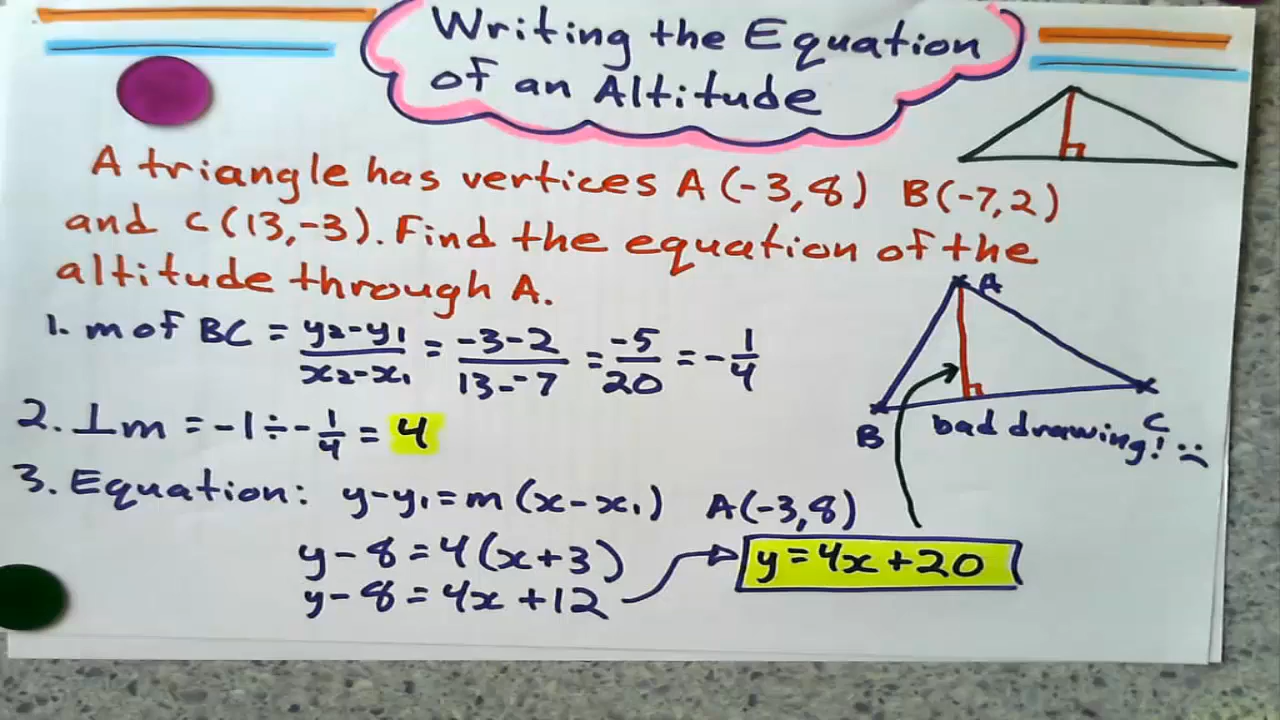 Writing the Equation
of an Altitude
A triangle has vertices A(-3,8) B(-7,2)
and C(13,-3). Find the equation of the
altitude through A.
1. m of BC = y₂-y₁/x₂-x₁ = -3-2/13--7 = -5/20 = -1/4
2. ⊥m = -1÷-1/4 = 4
3. Equation: y-y₁=m(x-x₁) A(-3,8)
y-8=4(x+3)
y-8=4x+12
y=4x+20
A
B
C
bad drawing! :(